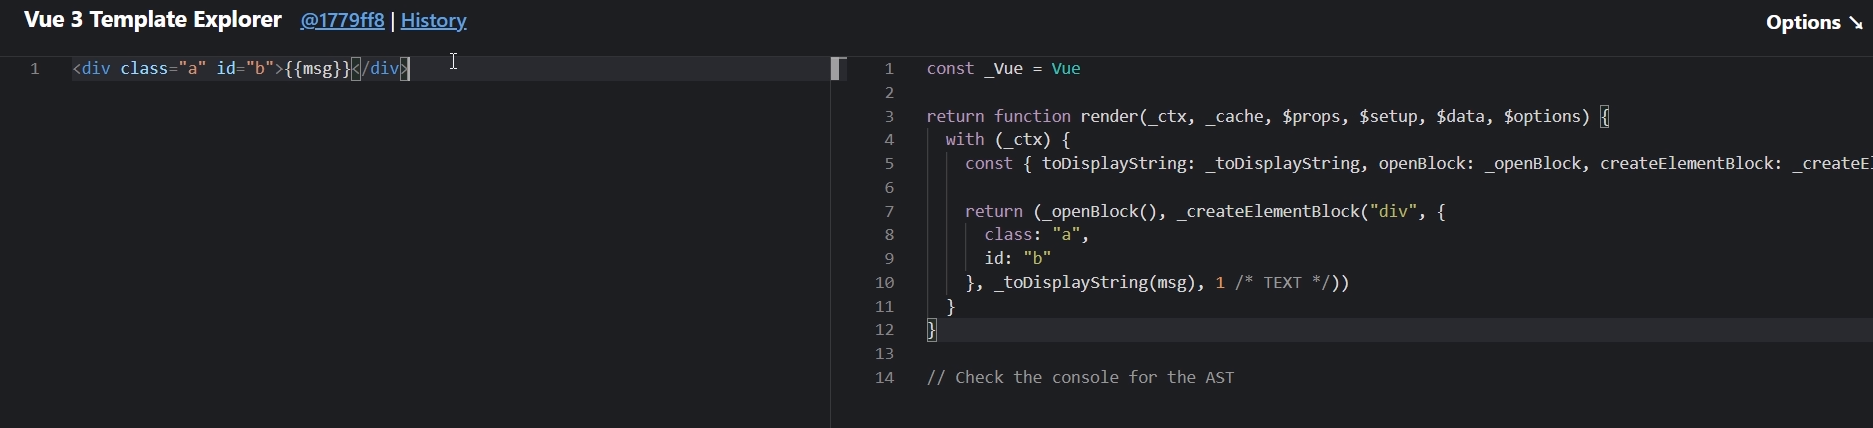 Vue 3 Template Explorer @1779ff8 | History
Options ↘
1 <div class="a" id="b">{{msg}}</div>
1 const _Vue = Vue
2
3 return function render(_ctx, _cache, $props, $setup, $data, $options) {
4 with (_ctx) {
5 const { toDisplayString: _toDisplayString, openBlock: _openBlock, createElementBlock: _createE
6
7 return (_openBlock(), _createElementBlock("div", {
8 class: "a",
9 id: "b"
10 }, _toDisplayString(msg), 1 /* TEXT */))
11 }
12 }
13
14 // Check the console for the AST